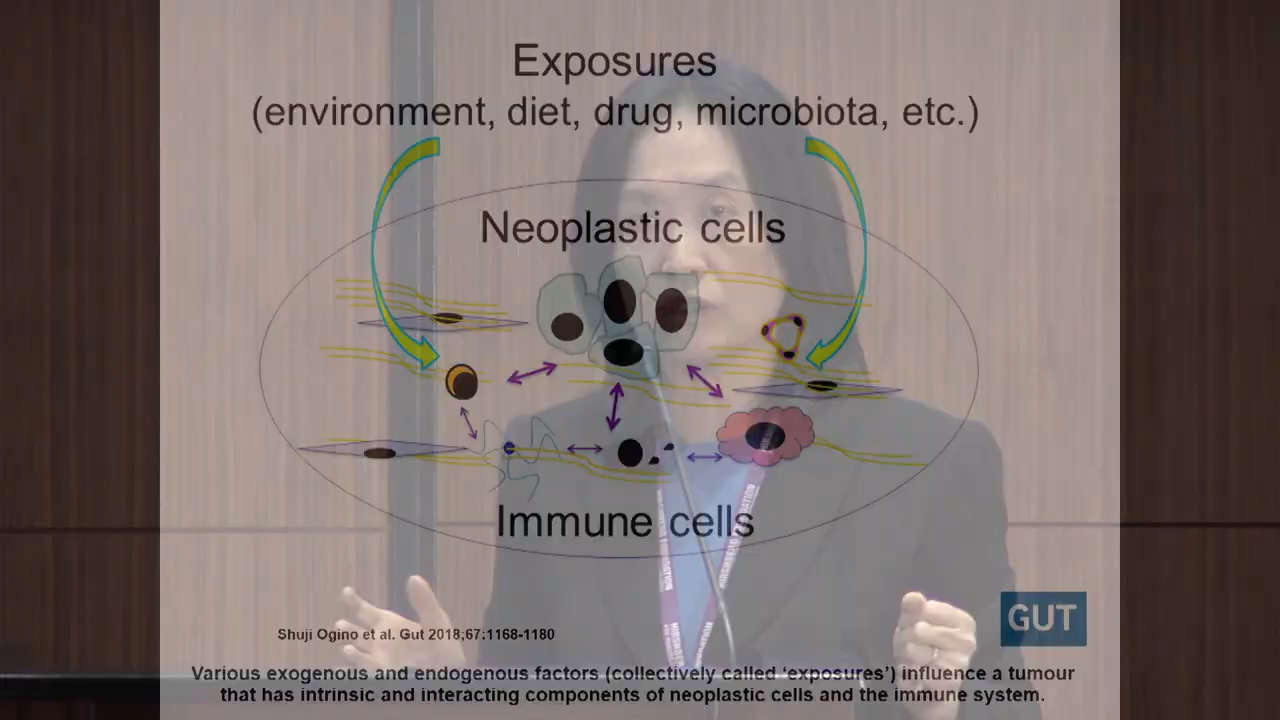 Exposures
(environment, diet, drug, microbiota, etc.)
Neoplastic cells
Immune cells
Shuji Ogino et al. Gut 2018;67:1168-1180
GUT
Various exogenous and endogenous factors (collectively called ‘exposures’) influence a tumour
that has intrinsic and interacting components of neoplastic cells and the immune system.